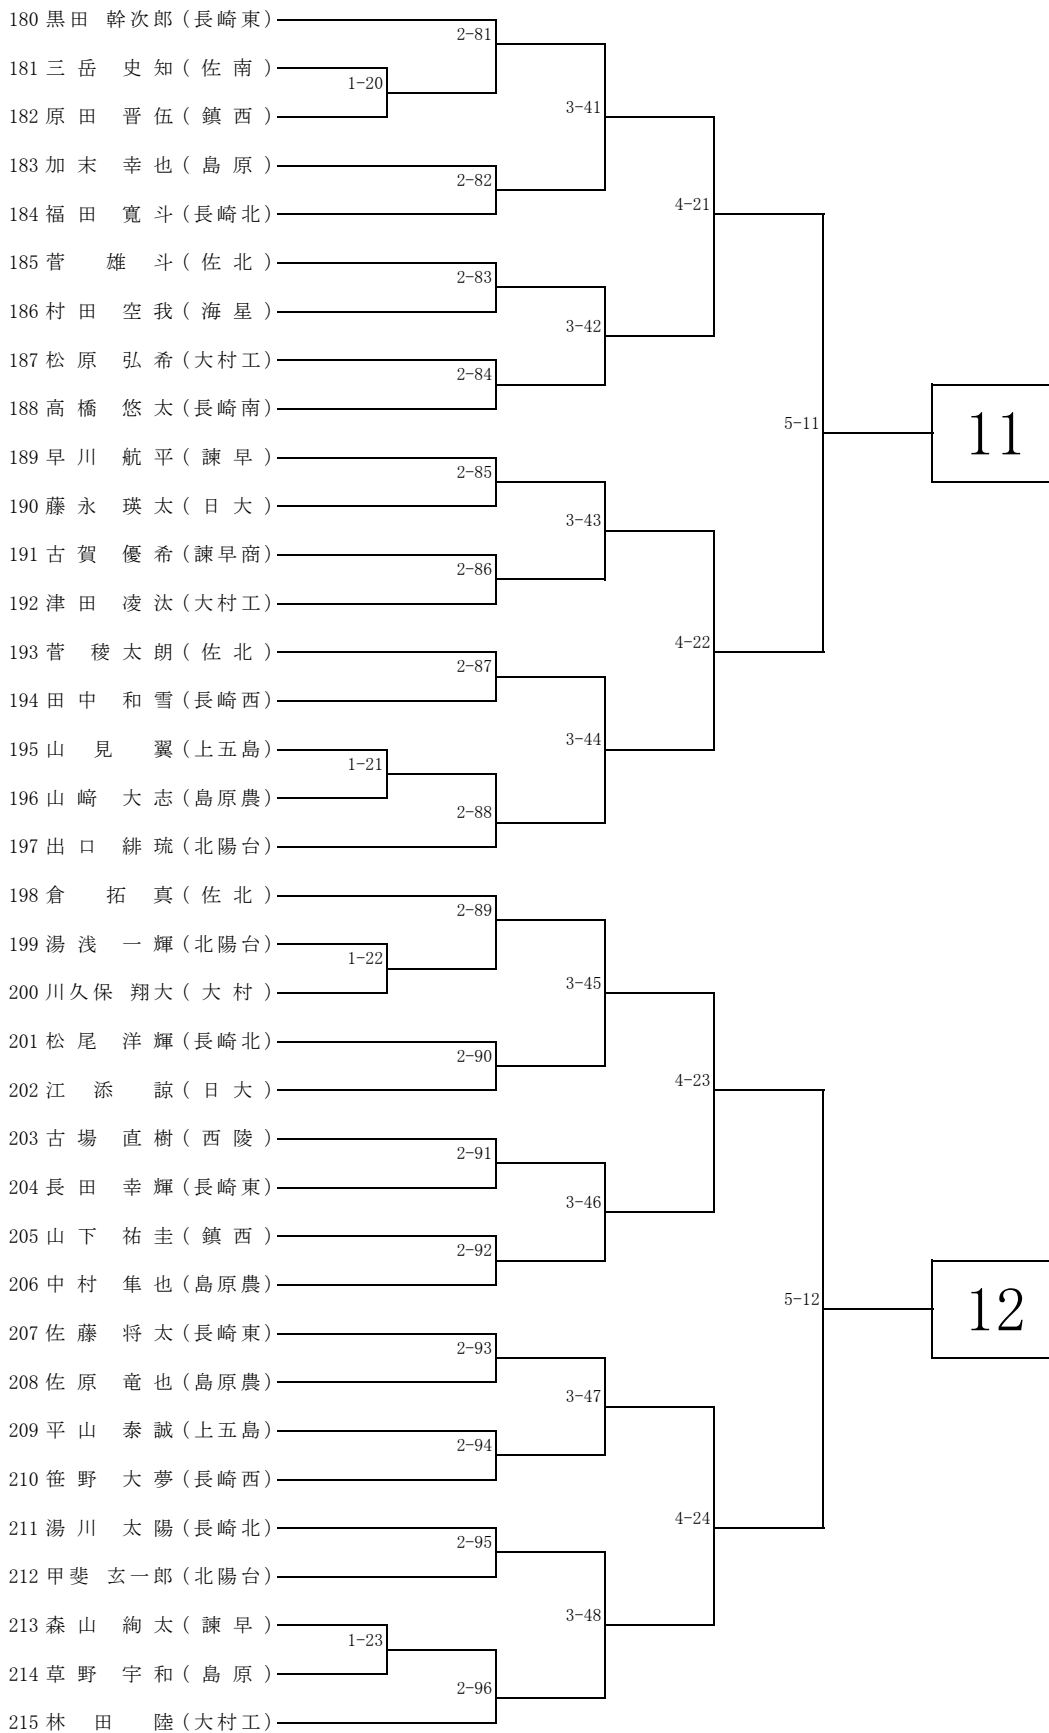 180 黒田 幹次郎 (長崎東)
2-81
181 三岳 史知 (佐南)
1-20
182 原田 晋伍 (鎮西)
3-41
183 加末 幸也 (島原)
2-82
184 福田 寛斗 (長崎北)
4-21
185 菅 雄斗 (佐北)
2-83
186 村田 空我 (海星)
3-42
187 松原 弘希 (大村工)
2-84
188 高橋 悠太 (長崎南)
5-11
11
189 早川 航平 (諫早)
2-85
190 藤永 瑛太 (日大)
3-43
191 古賀 優希 (諫早商)
2-86
192 津田 凌汰 (大村工)
4-22
193 菅 稜太朗 (佐北)
2-87
194 田中 和雪 (長崎西)
3-44
195 山見 翼 (上五島)
1-21
196 山﨑 大志 (島原農)
2-88
197 出口 緋琉 (北陽台)
198 倉 拓真 (佐北)
2-89
199 湯浅 一輝 (北陽台)
1-22
200 川久保 翔大 (大村)
3-45
201 松尾 洋輝 (長崎北)
2-90
202 江添 諒 (日大)
4-23
203 古場 直樹 (西陵)
2-91
204 長田 幸輝 (長崎東)
3-46
205 山下 祐圭 (鎮西)
2-92
206 中村 隼也 (島原農)
5-12
12
207 佐藤 将太 (長崎東)
2-93
208 佐原 竜也 (島原農)
3-47
209 平山 泰誠 (上五島)
2-94
210 笹野 大夢 (長崎西)
4-24
211 湯川 太陽 (長崎北)
2-95
212 甲斐 玄一郎 (北陽台)
3-48
213 森山 絢太 (諫早)
1-23
214 草野 宇和 (島原)
2-96
215 林田 陸 (大村工)